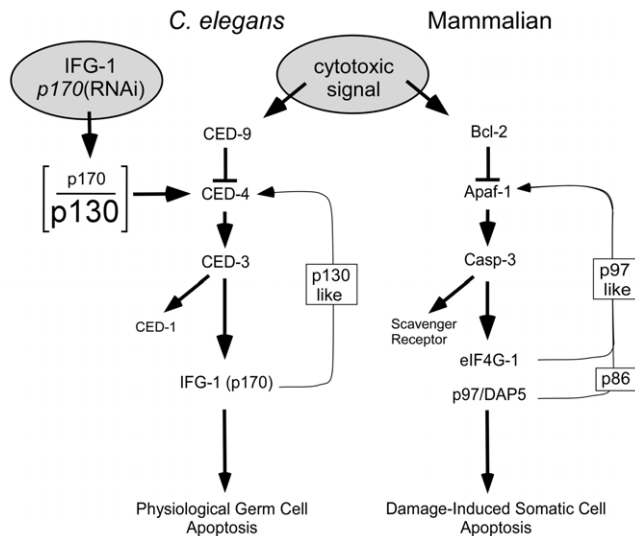 C. elegans
Mammalian
IFG-1
p170(RNAi)
cytotoxic
signal
CED-9
Bcl-2
p170
p130
CED-4
Apaf-1
CED-3
Casp-3
p130
like
p97
like
CED-1
Scavenger
Receptor
eIF4G-1
IFG-1 (p170)
p97/DAP5
p86
Physiological Germ Cell
Apoptosis
Damage-Induced Somatic Cell
Apoptosis